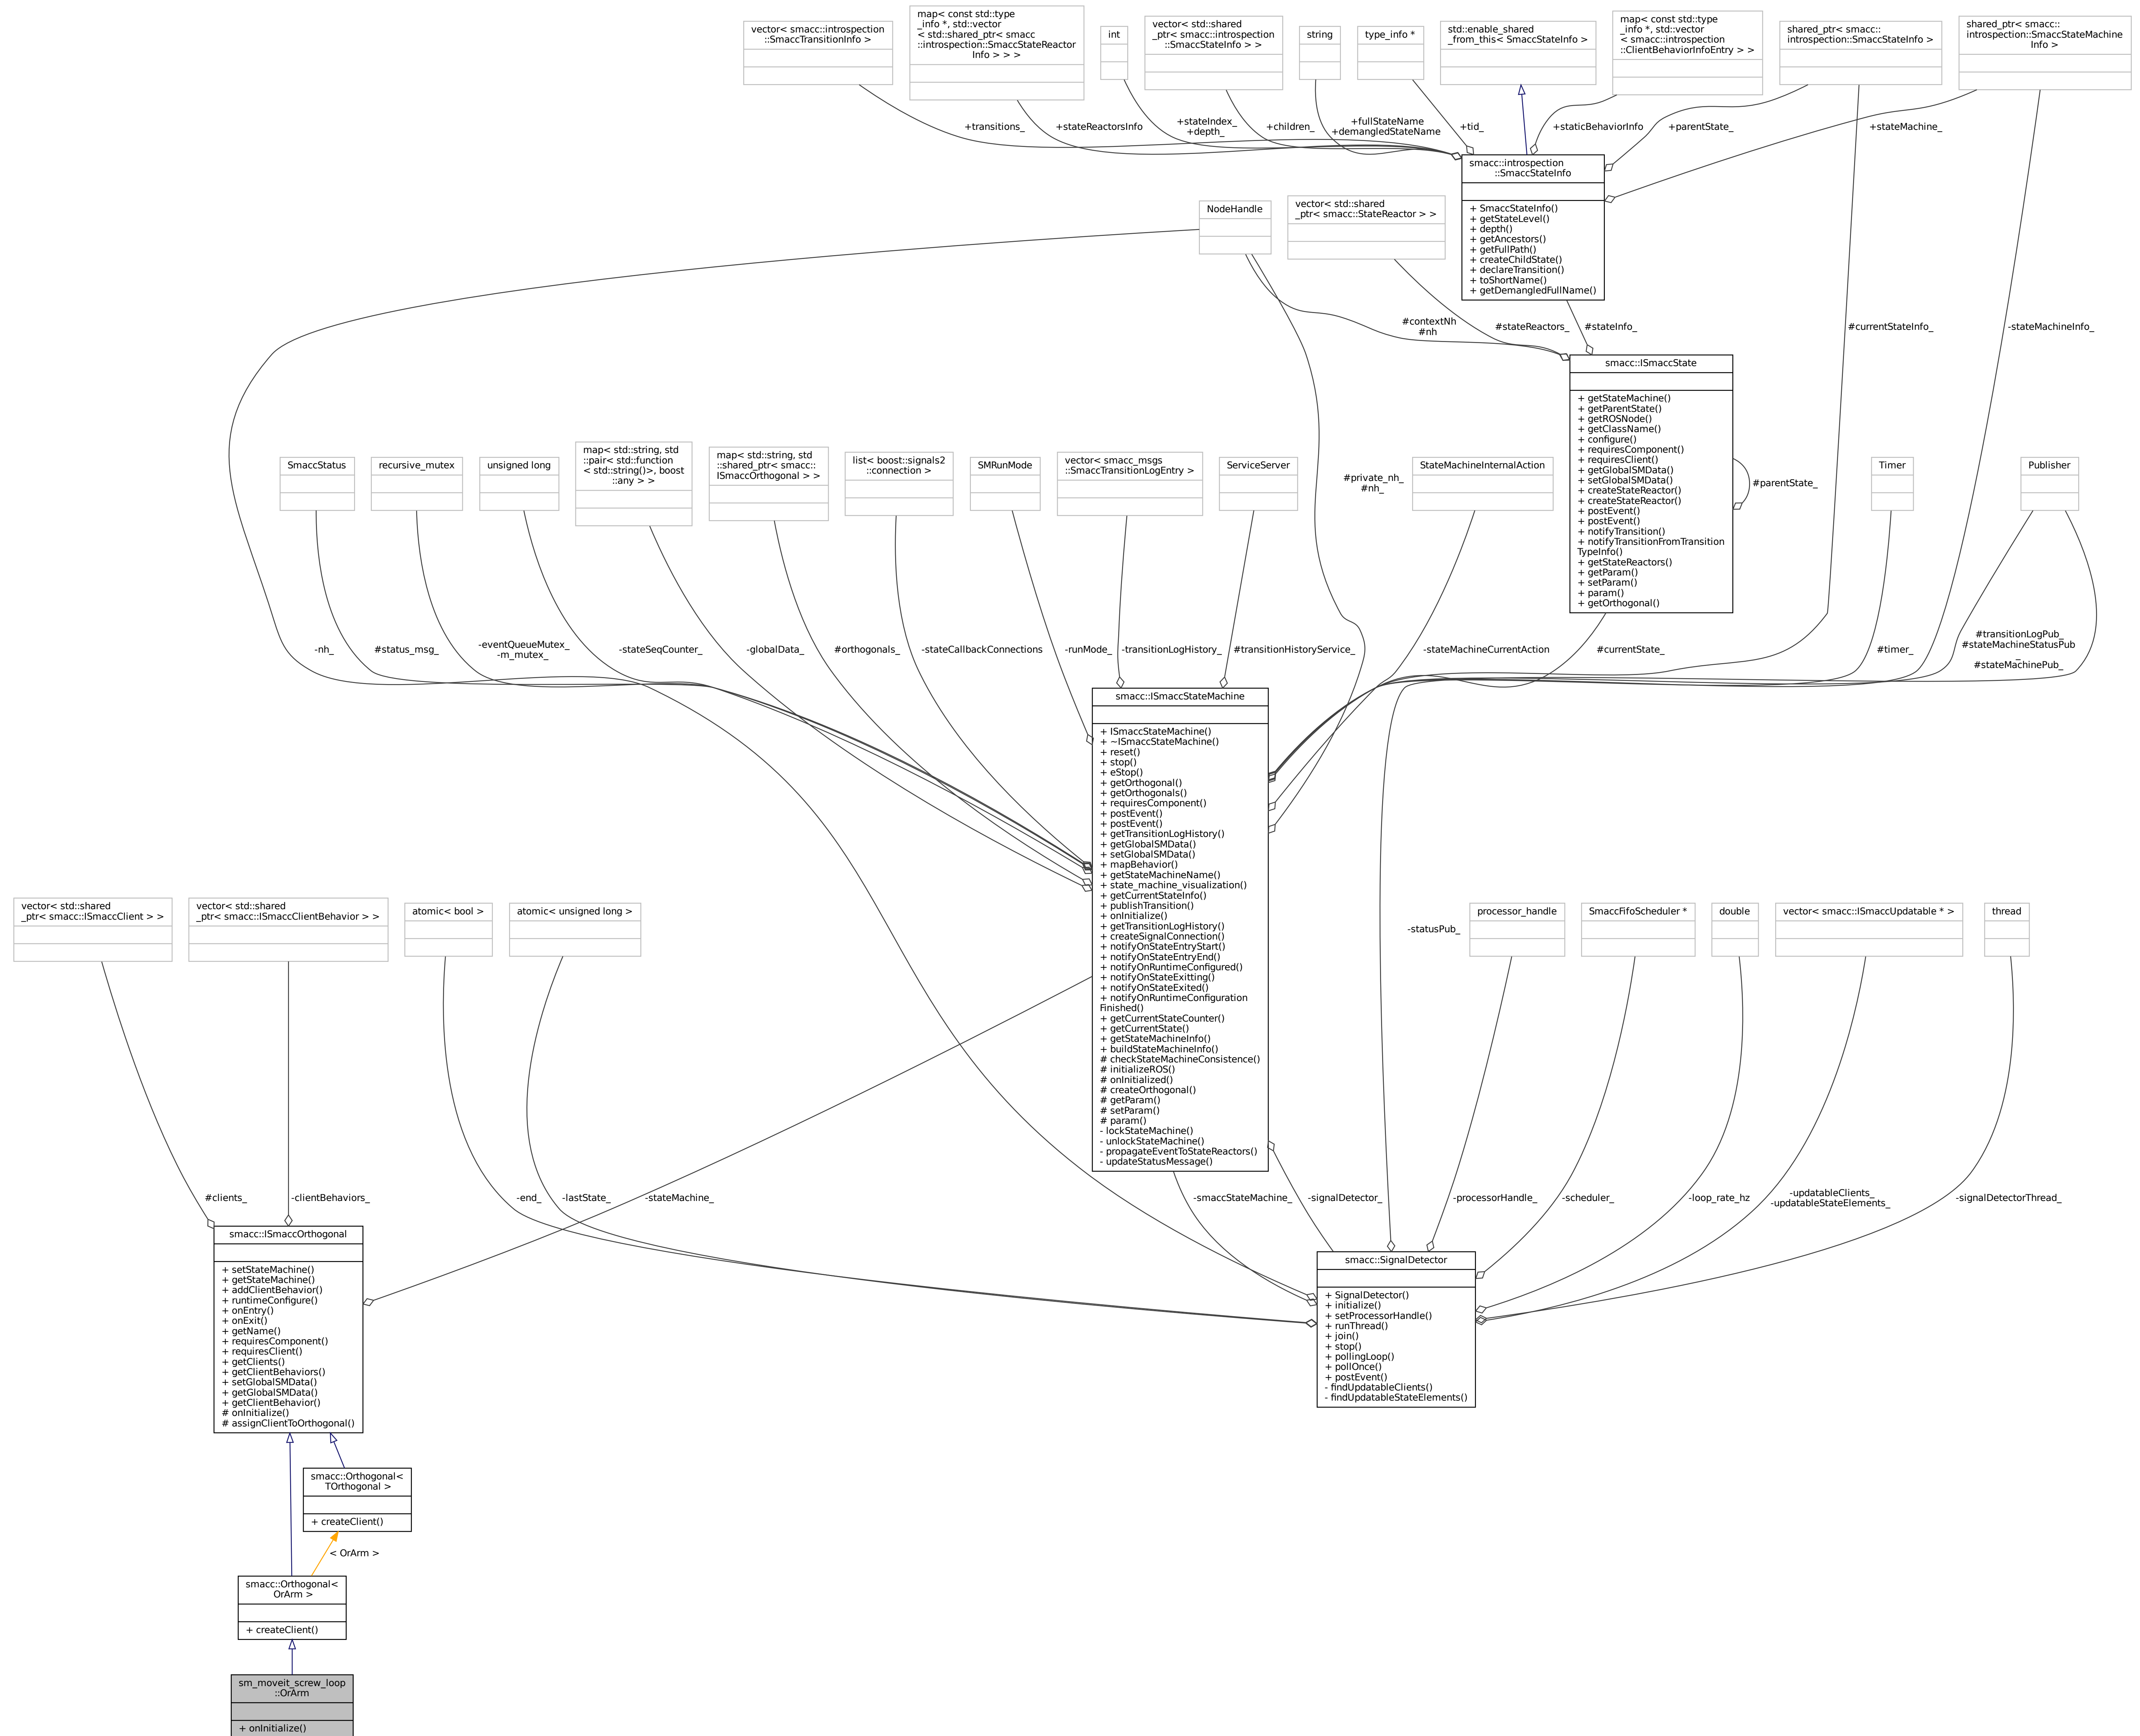 vector< smacc::introspection
::SmaccTransitionInfo >
map< const std::type
_info *, std::vector
< std::shared_ptr< smacc
::introspection::SmaccStateReactor
Info > > >
int
vector< std::shared
_ptr< smacc::introspection
::SmaccStateInfo > >
string
type_info *
std::enable_shared
_from_this< SmaccStateInfo >
map< const std::type
_info *, std::vector
< smacc::introspection
::ClientBehaviorInfoEntry > >
shared_ptr< smacc::
introspection::SmaccStateInfo >
shared_ptr< smacc::
introspection::SmaccStateMachine
Info >
+transitions_
+stateReactorsInfo
+stateIndex_
+depth_
+children_
+fullStateName
+demangledStateName
+tid_
+staticBehaviorInfo
+parentState_
+stateMachine_
smacc::introspection
::SmaccStateInfo
+ SmaccStateInfo()
+ getStateLevel()
+ depth()
+ getAncestors()
+ getFullPath()
+ createChildState()
+ declareTransition()
+ toShortName()
+ getDemangledFullName()
NodeHandle
vector< std::shared
_ptr< smacc::StateReactor > >
#contextNh
#nh
#stateReactors_
#stateInfo_
#currentStateInfo_
-stateMachineInfo_
smacc::ISmaccState
+ getStateMachine()
+ getParentState()
+ getROSNode()
+ getClassName()
+ configure()
+ requiresComponent()
+ requiresClient()
+ getGlobalSMData()
+ setGlobalSMData()
+ createStateReactor()
+ createStateReactor()
+ postEvent()
+ postEvent()
+ notifyTransition()
+ notifyTransitionFromTransition
TypeInfo()
+ getStateReactors()
+ getParam()
+ setParam()
+ param()
+ getOrthogonal()
#parentState_
SmaccStatus
recursive_mutex
unsigned long
map< std::string, std
::pair< std::function
< std::string()>, boost
::any > >
map< std::string, std
::shared_ptr< smacc::
ISmaccOrthogonal > >
list< boost::signals2
::connection >
SMRunMode
vector< smacc_msgs
::SmaccTransitionLogEntry >
ServiceServer
#private_nh_
#nh_
StateMachineInternalAction
Timer
Publisher
-nh_
#status_msg_
-eventQueueMutex_
-m_mutex_
-stateSeqCounter_
-globalData_
#orthogonals_
-stateCallbackConnections
-runMode_
-transitionLogHistory_
#transitionHistoryService_
-stateMachineCurrentAction
#currentState_
#timer_
#transitionLogPub_
#stateMachineStatusPub
_
#stateMachinePub_
smacc::ISmaccStateMachine
+ ISmaccStateMachine()
+ ~ISmaccStateMachine()
+ reset()
+ stop()
+ eStop()
+ getOrthogonal()
+ getOrthogonals()
+ requiresComponent()
+ postEvent()
+ postEvent()
+ getTransitionLogHistory()
+ getGlobalSMData()
+ setGlobalSMData()
+ mapBehavior()
+ getStateMachineName()
+ state_machine_visualization()
+ getCurrentStateInfo()
+ publishTransition()
+ onInitialize()
+ getTransitionLogHistory()
+ createSignalConnection()
+ notifyOnStateEntryStart()
+ notifyOnStateEntryEnd()
+ notifyOnRuntimeConfigured()
+ notifyOnStateExitting()
+ notifyOnStateExited()
+ notifyOnRuntimeConfiguration
Finished()
+ getCurrentStateCounter()
+ getCurrentState()
+ getStateMachineInfo()
+ buildStateMachineInfo()
# checkStateMachineConsistence()
# initializeROS()
# onInitialized()
# createOrthogonal()
# getParam()
# setParam()
# param()
- lockStateMachine()
- unlockStateMachine()
- propagateEventToStateReactors()
- updateStatusMessage()
vector< std::shared
_ptr< smacc::ISmaccClient > >
vector< std::shared
_ptr< smacc::ISmaccClientBehavior > >
atomic< bool >
atomic< unsigned long >
-statusPub_
processor_handle
SmaccFifoScheduler *
double
vector< smacc::ISmaccUpdatable * >
thread
#clients_
-clientBehaviors_
-end_
-lastState_
-stateMachine_
-smaccStateMachine_
-signalDetector_
-processorHandle_
-scheduler_
-loop_rate_hz
-updatableClients_
-updatableStateElements_
-signalDetectorThread_
smacc::ISmaccOrthogonal
+ setStateMachine()
+ getStateMachine()
+ addClientBehavior()
+ runtimeConfigure()
+ onEntry()
+ onExit()
+ getName()
+ requiresComponent()
+ requiresClient()
+ getClients()
+ getClientBehaviors()
+ setGlobalSMData()
+ getGlobalSMData()
+ getClientBehavior()
# onInitialize()
# assignClientToOrthogonal()
smacc::SignalDetector
+ SignalDetector()
+ initialize()
+ setProcessorHandle()
+ runThread()
+ join()
+ stop()
+ pollingLoop()
+ pollOnce()
+ postEvent()
- findUpdatableClients()
- findUpdatableStateElements()
smacc::Orthogonal<
TOrthogonal >
+ createClient()
< OrArm >
smacc::Orthogonal<
OrArm >
+ createClient()
sm_moveit_screw_loop
::OrArm
+ onInitialize()